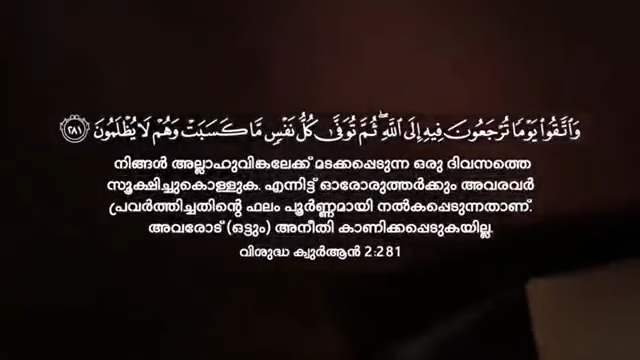 وَٱتَّقُوا۟ يَوْمًا تُرْجَعُونَ فِيهِ إِلَى ٱللَّهِ ۖ ثُمَّ تُوَفَّىٰ كُلُّ نَفْسٍ مَّا كَسَبَتْ وَهُمْ لَا يُظْلَمُونَ ٢٨١
നിങ്ങൾ അല്ലാഹുവിങ്കലേക്ക് മടക്കപ്പെടുന്ന ഒരു ദിവസത്തെ
സൂക്ഷിച്ചുകൊള്ളുക. എന്നിട്ട് ഓരോരുത്തർക്കും അവരവർ
പ്രവർത്തിച്ചതിന്റെ ഫലം പൂർണ്ണമായി നൽകപ്പെടുന്നതാണ്.
അവരോട് (ഒട്ടും) അനീതി കാണിക്കപ്പെടുകയില്ല.
വിശുദ്ധ ക്വുർആൻ 2:281